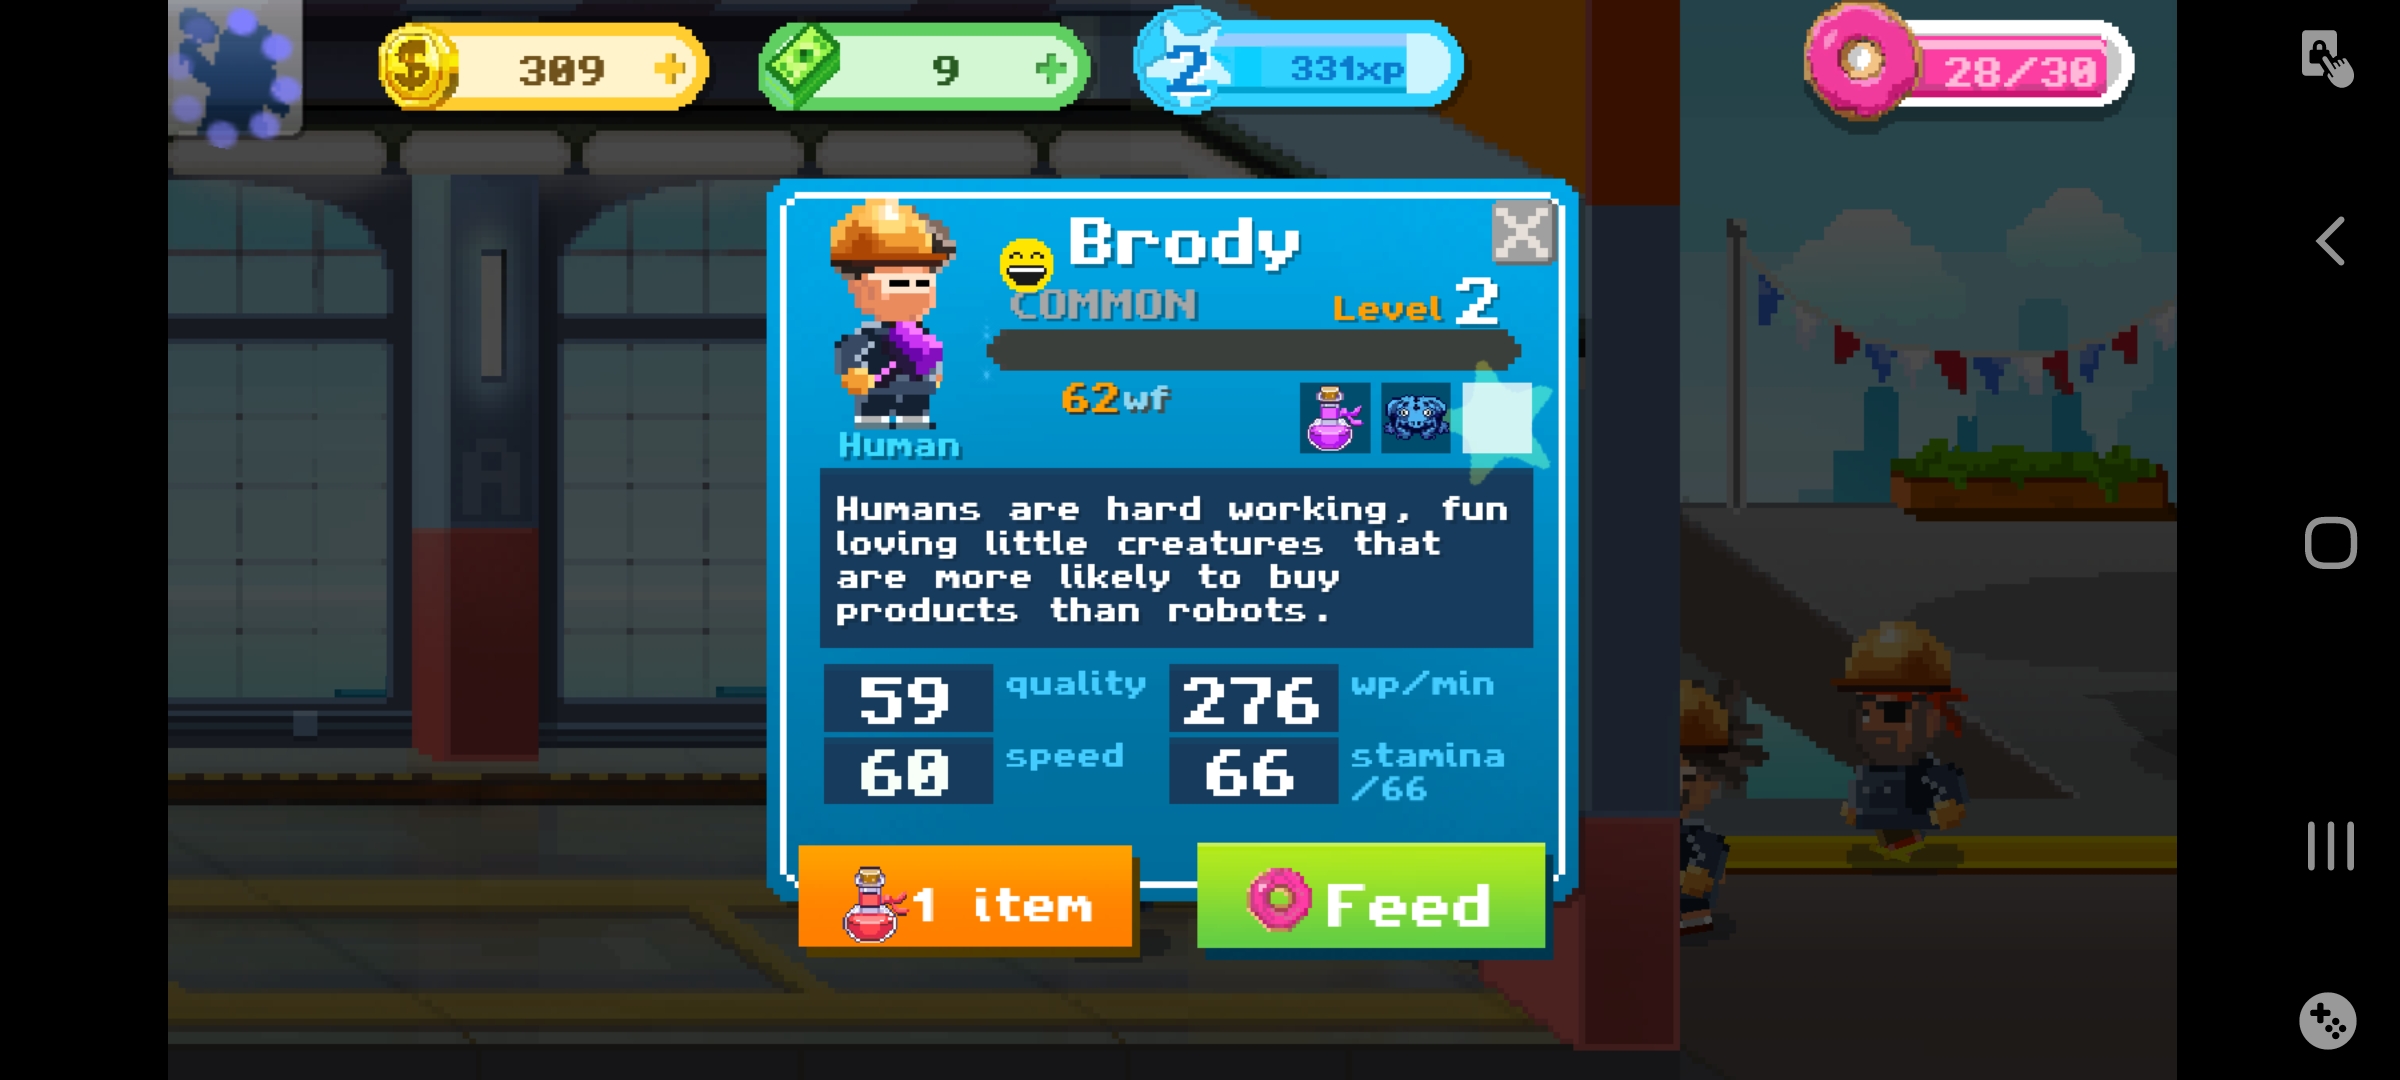 309
9
2
331xp
28/30
Brody
COMMON
Level 2
62wf
Human
A
Humans are hard working, fun
loving little creatures that
are more likely to buy
products than robots.
59 quality 276 wp/min
60 speed 66 stamina
/66
1 item
Feed